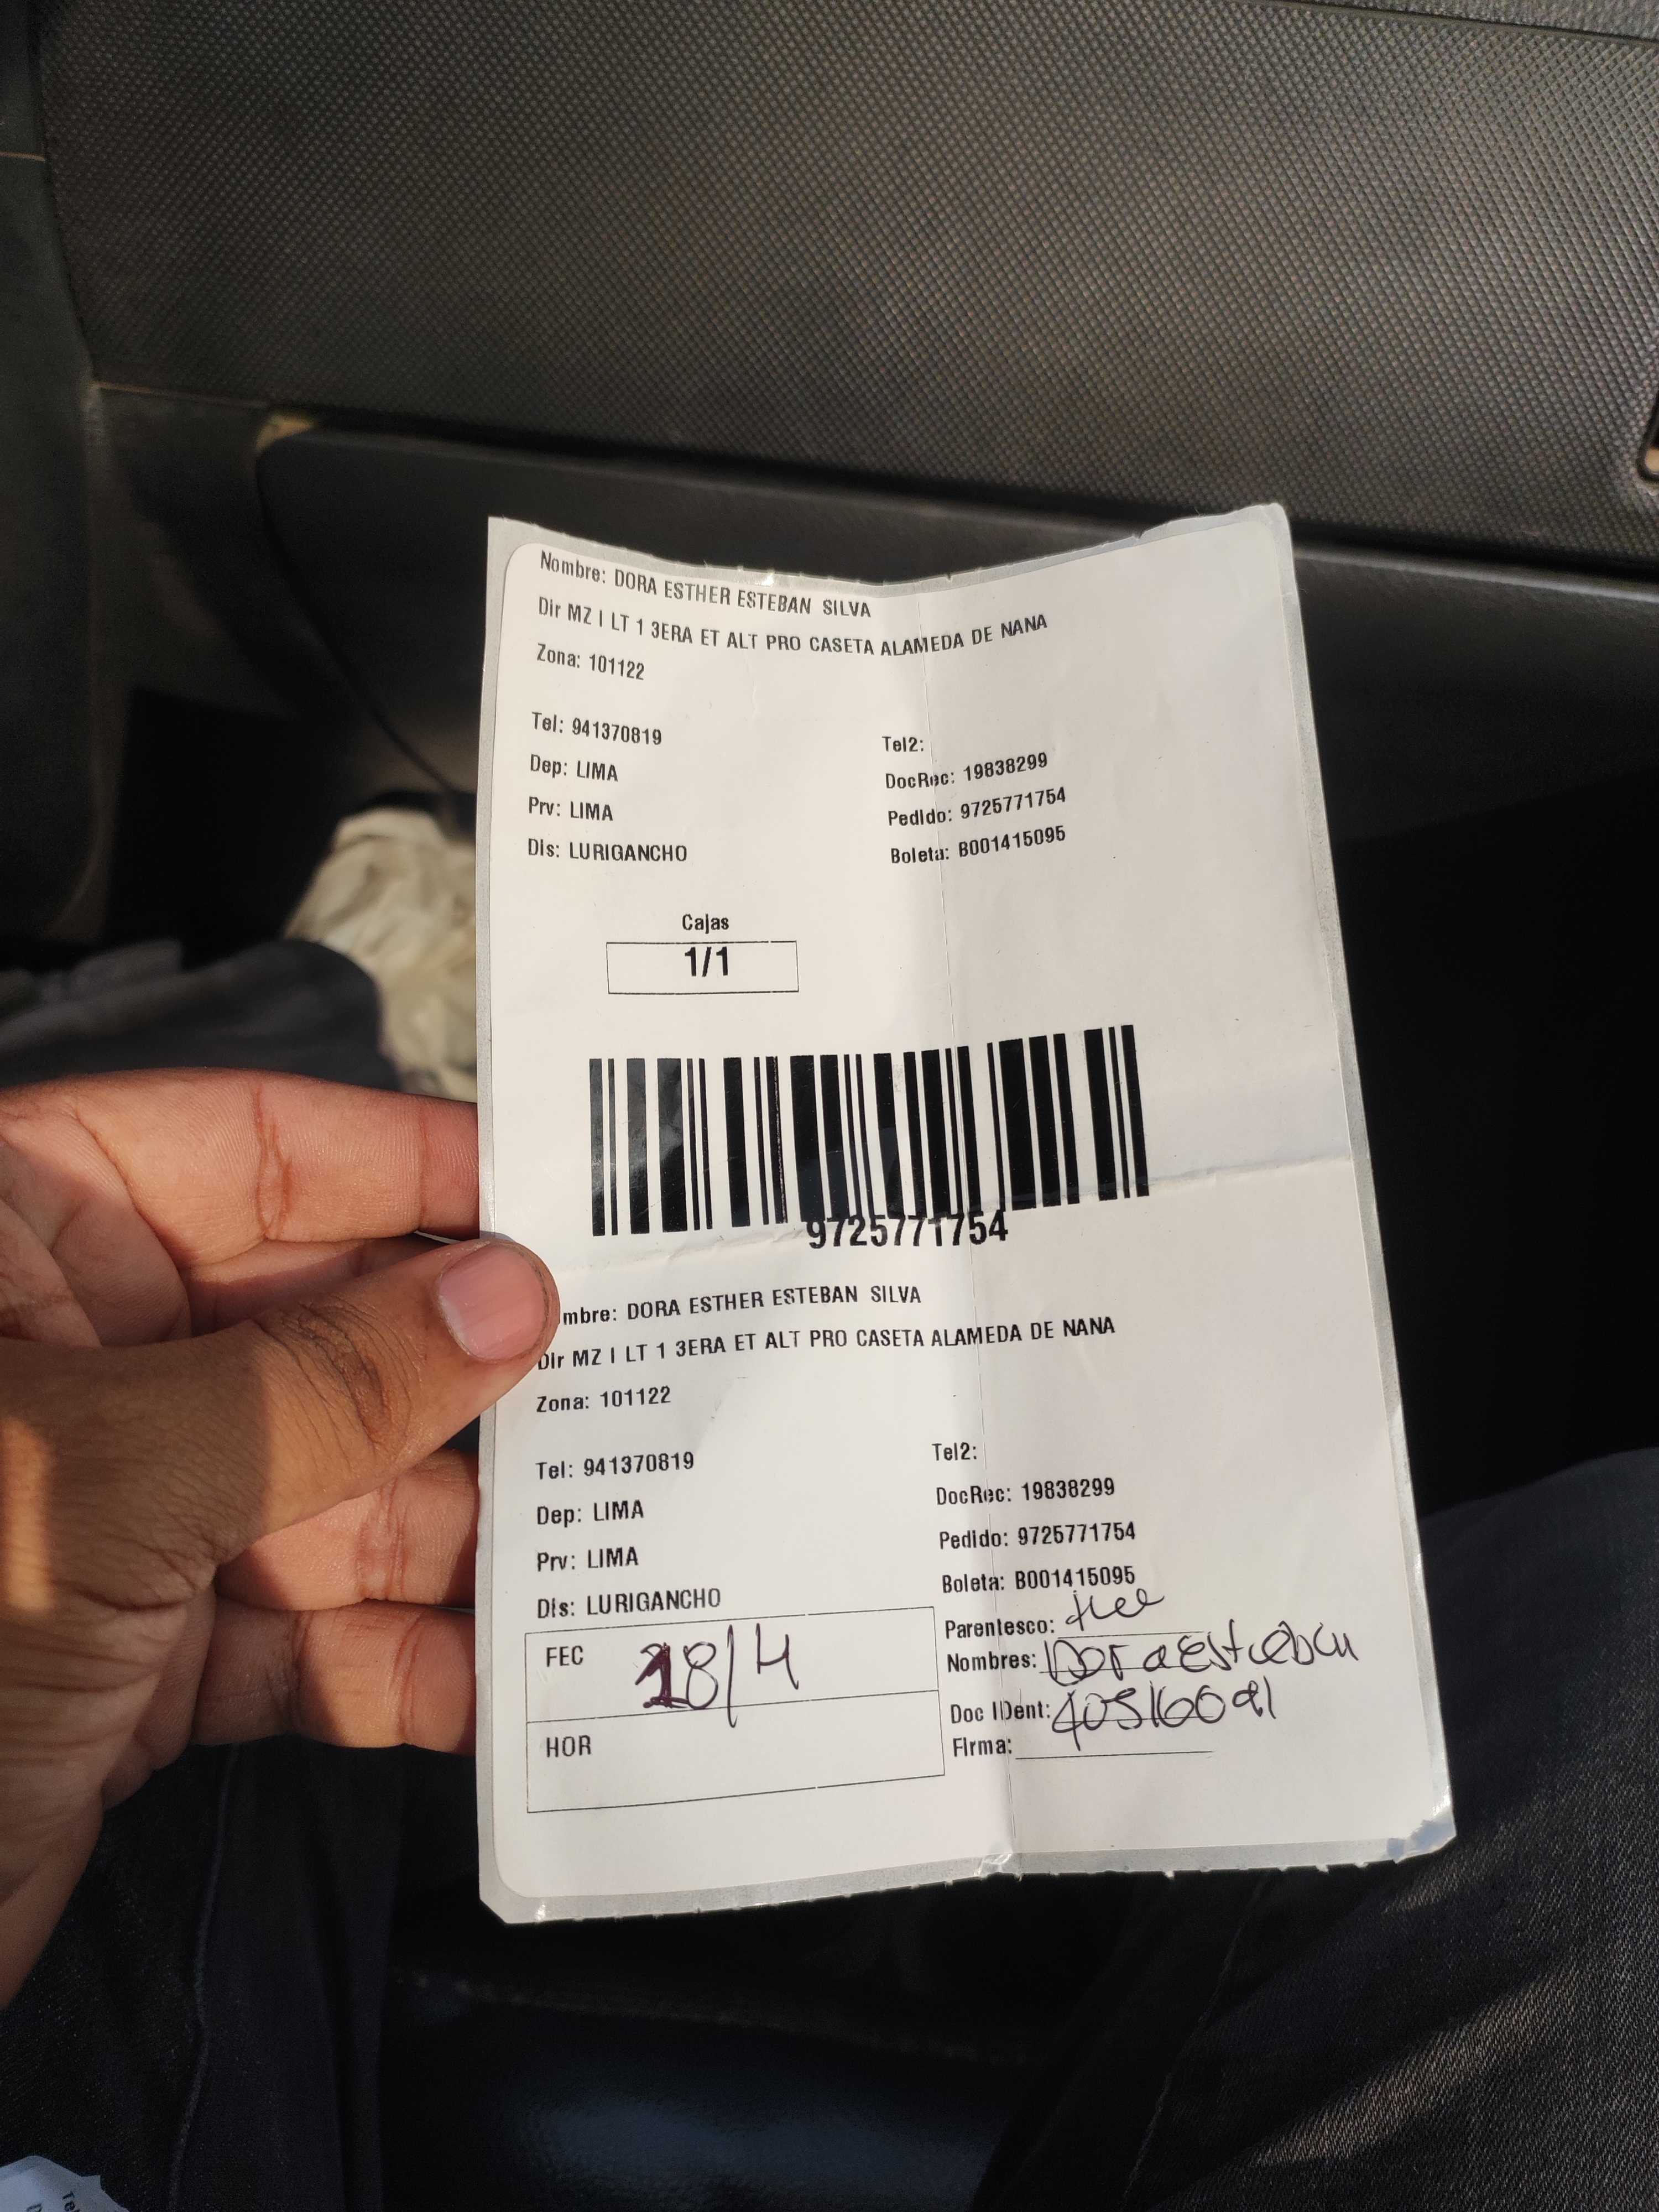 Nombre: DORA ESTHER ESTEBAN SILVA
Dir MZ I LT 1 3ERA ET ALT PRO CASETA ALAMEDA DE NANA
Zona: 101122
Tel: 941370819
Tel2:
Dep: LIMA
DocRec: 19838299
Prv: LIMA
Pedido: 9725771754
Dis: LURIGANCHO
Boleta: B001415095
Cajas
1/1
9725771754
mbre: DORA ESTHER ESTEBAN SILVA
Dir MZ I LT 1 3ERA ET ALT PRO CASETA ALAMEDA DE NANA
Zona: 101122
Tel: 941370819
Tel2:
Dep: LIMA
DocRec: 19838299
Prv: LIMA
Pedido: 9725771754
Dis: LURIGANCHO
Boleta: B001415095
FEC 18/4
Parentesco:
Nombres: Dora Esteban
Doc IDent: 40516091
HOR
Firma: